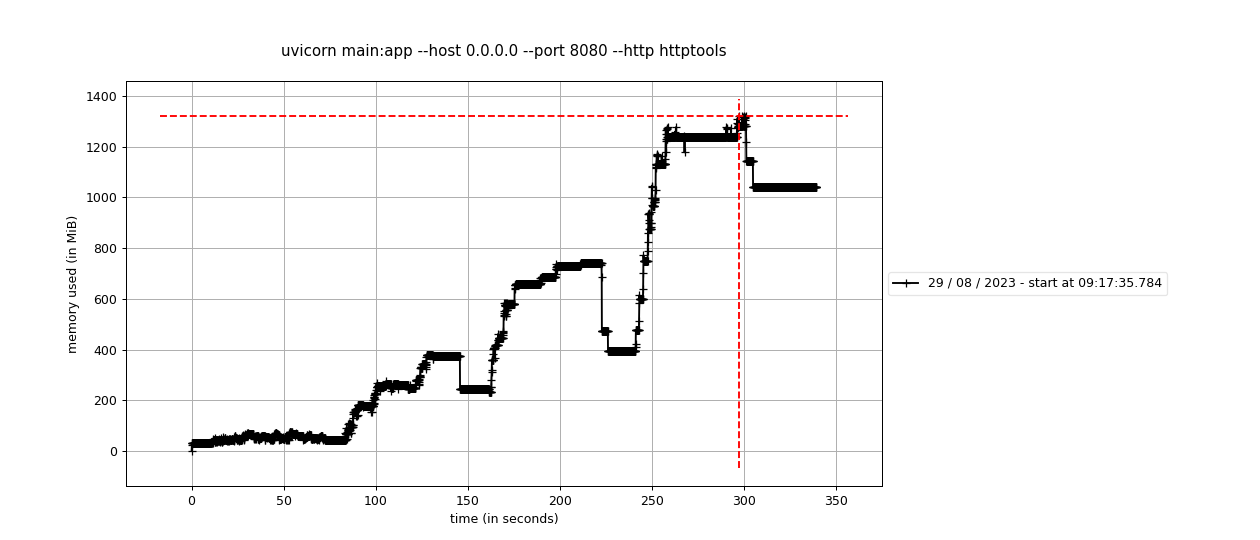 uvicorn main:app --host 0.0.0.0 --port 8080 --http httptools
1400
1200
1000
800
600
400
200
0
memory used (in MiB)
0 50 100 150 200 250 300 350
time (in seconds)
29 / 08 / 2023 - start at 09:17:35.784